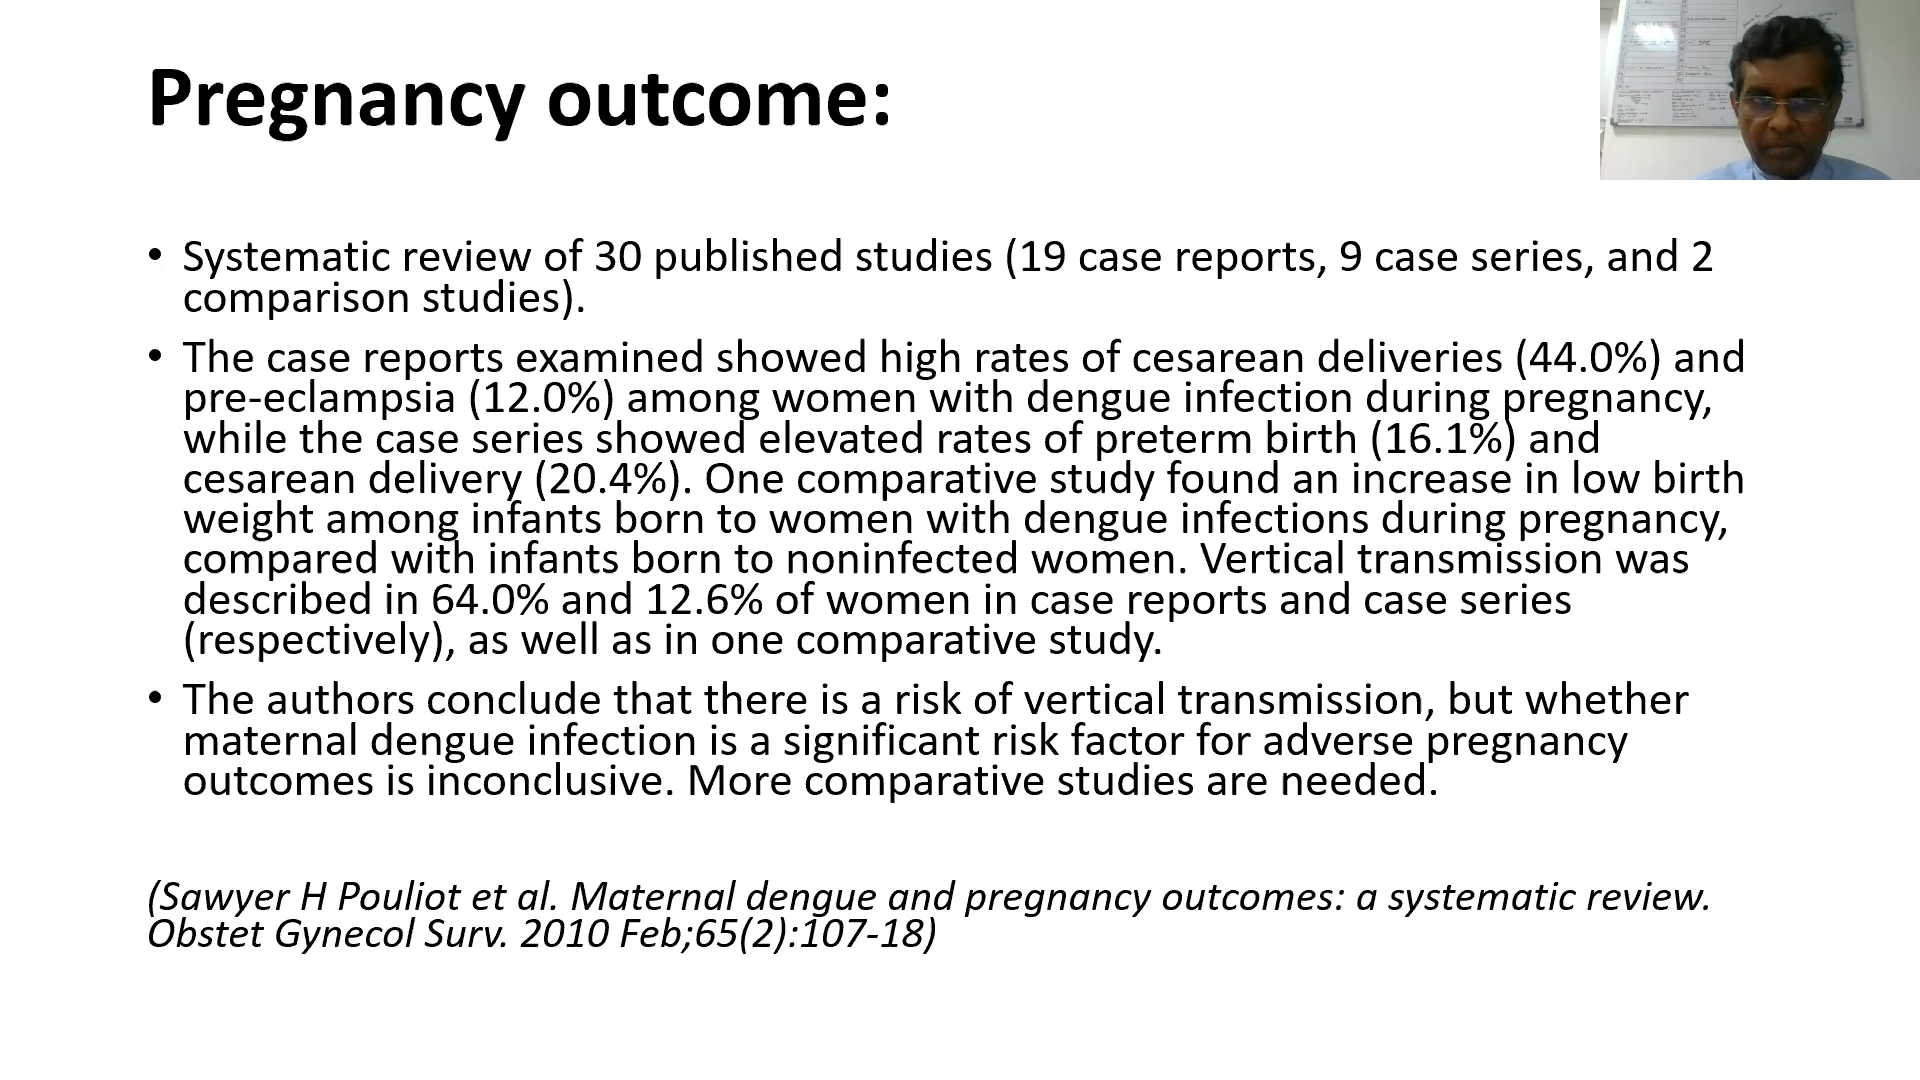 Pregnancy outcome:
• Systematic review of 30 published studies (19 case reports, 9 case series, and 2
comparison studies).
• The case reports examined showed high rates of cesarean deliveries (44.0%) and
pre-eclampsia (12.0%) among women with dengue infection during pregnancy,
while the case series showed elevated rates of preterm birth (16.1%) and
cesarean delivery (20.4%). One comparative study found an increase in low birth
weight among infants born to women with dengue infections during pregnancy,
compared with infants born to noninfected women. Vertical transmission was
described in 64.0% and 12.6% of women in case reports and case series
(respectively), as well as in one comparative study.
• The authors conclude that there is a risk of vertical transmission, but whether
maternal dengue infection is a significant risk factor for adverse pregnancy
outcomes is inconclusive. More comparative studies are needed.
(Sawyer H Pouliot et al. Maternal dengue and pregnancy outcomes: a systematic review.
Obstet Gynecol Surv. 2010 Feb;65(2):107-18)